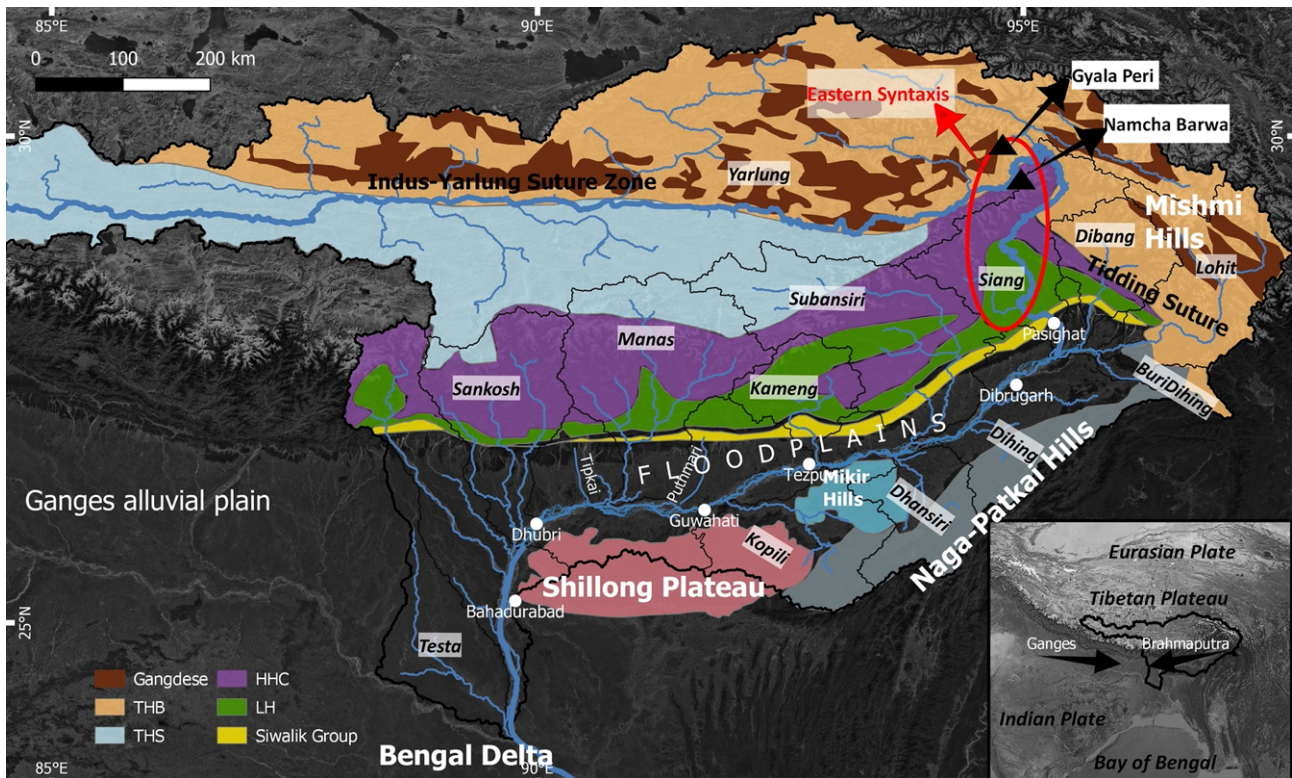 85°E
90°E
95°E
0
100
200 km
Gyala Peri
Eastern Syntaxis
Namcha Barwa
30°N
30°N
Yarlung
Indus-Yarlung Suture Zone
Mishmi
Hills
Dibang
Lohit
Tidding Suture
Siang
Subansiri
Manas
Pasighat
Sankosh
Kameng
BuriDihing
Dibrugarh
FLOODPLAINS
Dihing
Tipkai
Puthmari
Tezpu
Mikir
Hills
Naga-Patkai Hills
Ganges alluvial plain
Dhansiri
Guwahati
Dhubri
Kopili
Shillong Plateau
Bahadurabad
25°N
25°N
Testa
Gangdese
THB
THS
HHC
LH
Siwalik Group
Bengal Delta
85°E
90°E
Eurasian Plate
Tibetan Plateau
Ganges
Brahmaputra
Indian Plate
Bay of Bengal